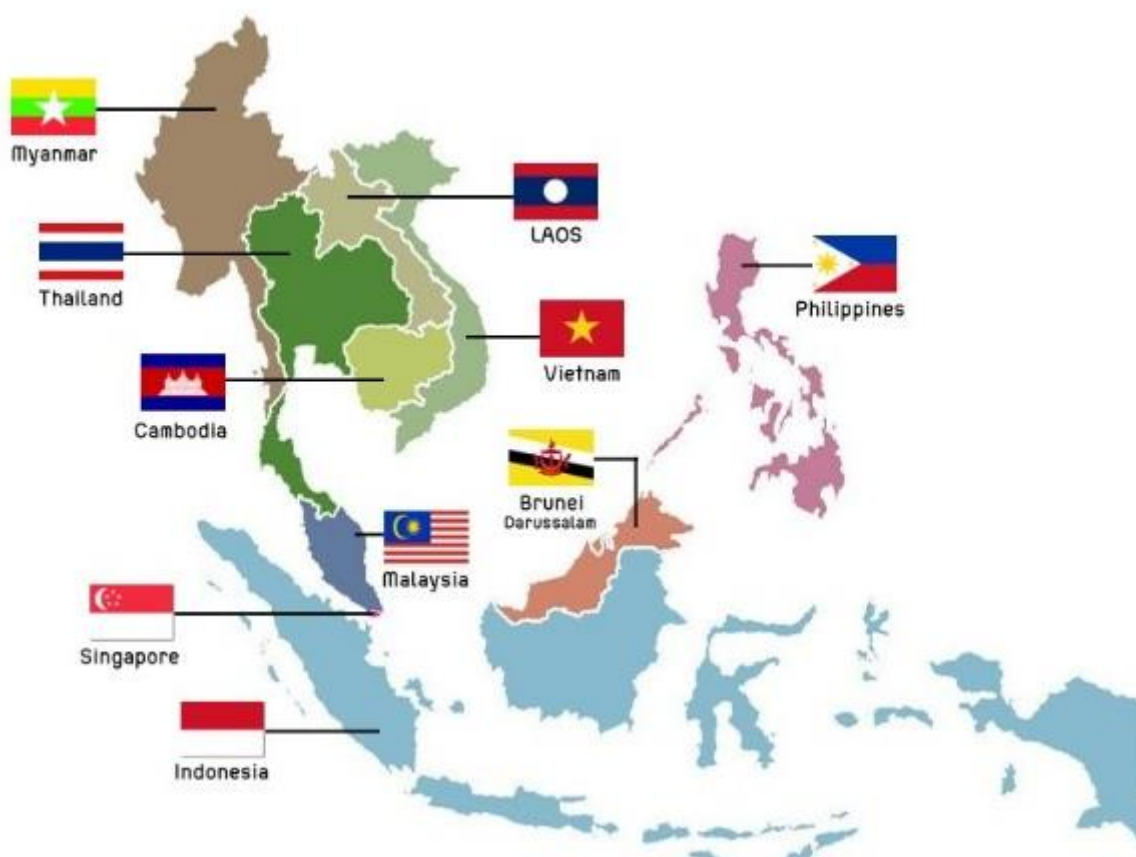 Myanmar
LAOS
Thailand
Philippines
Vietnam
Cambodia
Brunei
Darussalam
Malaysia
Singapore
Indonesia